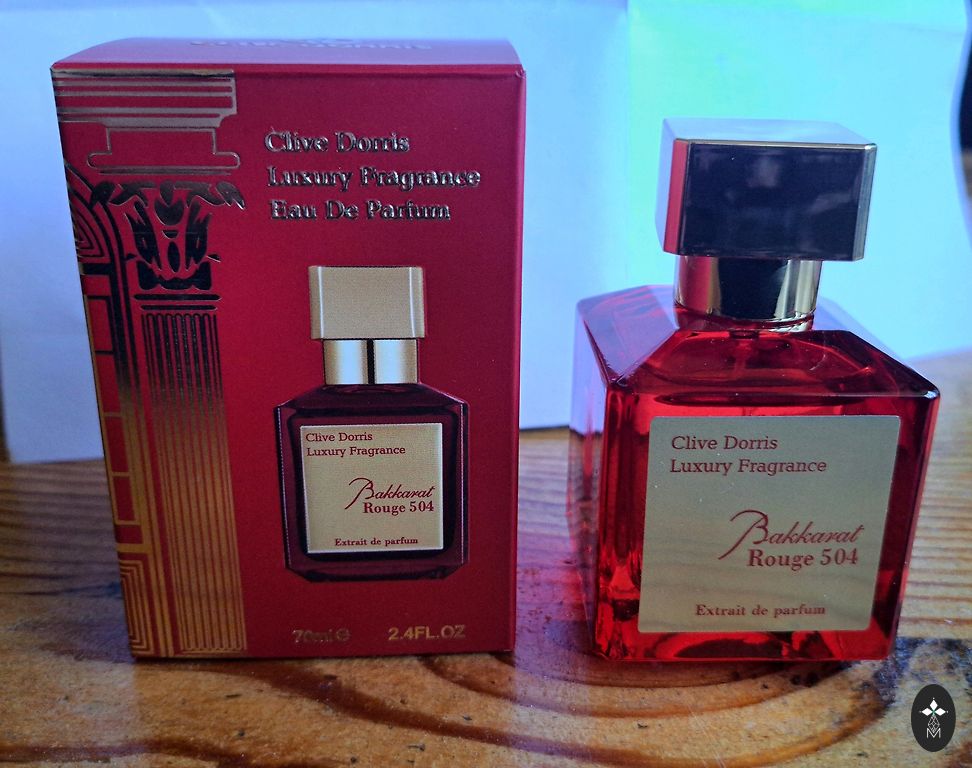 Clive Dorris
Luxury Fragrance
Eau De Parfum
Clive Dorris
Luxury Fragrance
Bakkarat
Rouge 504
Extrait de parfum
70ml e
2.4FL.OZ
Clive Dorris
Luxury Fragrance
Bakkarat
Rouge 504
Extrait de parfum
M